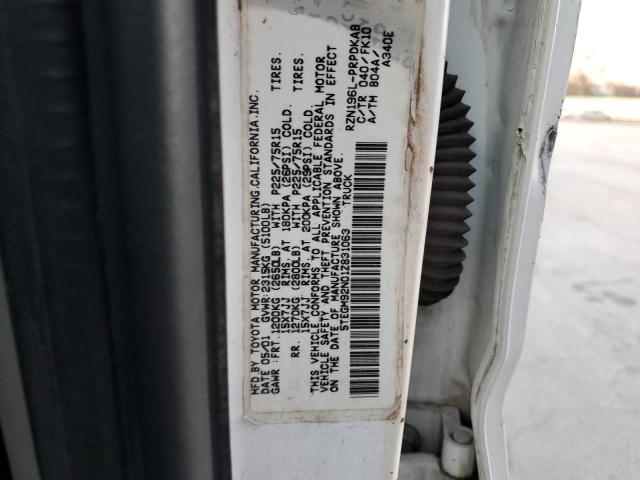 MFD BY TOYOTA MOTOR MANUFACTURING,CALIFORNIA,INC.
DATE 05/01 GVWR:2315KG (5100LB)
GAWR :FRT.1200KG (2650LB) WITH P225/75R15 TIRES.
15X7JJ RIMS, AT 180KPA (26PSI) COLD.
RR. 1270KG (2800LB) WITH P225/75R15 TIRES.
15X7JJ RIMS, AT 200KPA (29PSI) COLD.
THIS VEHICLE CONFORMS TO ALL APPLICABLE FEDERAL MOTOR
VEHICLE SAFETY AND THEFT PREVENTION STANDARDS IN EFFECT
ON THE DATE OF MANUFACTURE SHOWN ABOVE.
5TEGM92N01Z831063 TRUCK
RZN196L-PRPDKAB
C/TR 040/FK10
A/TM B04A/
A340E